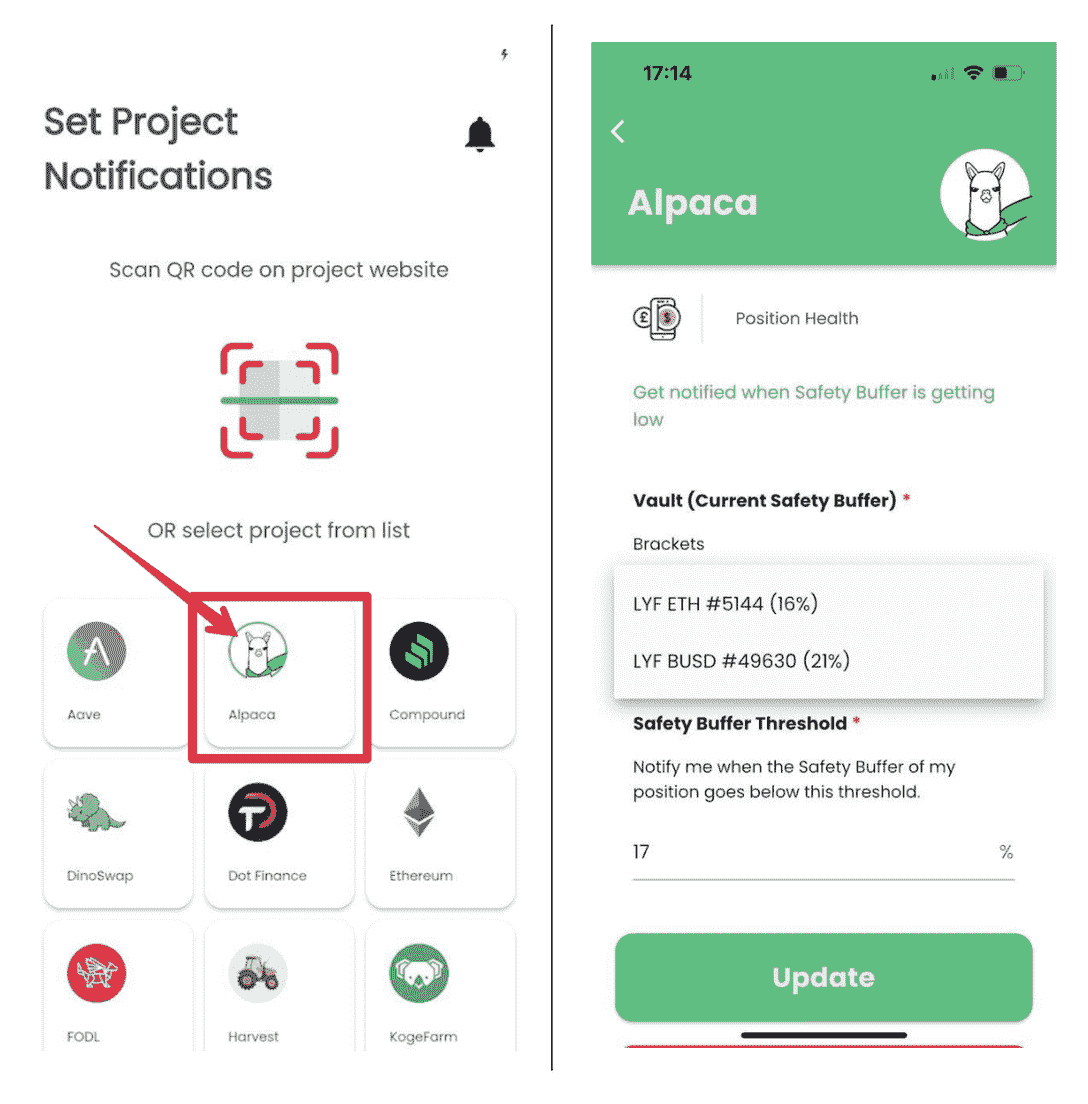 Set Project
Notifications
Scan QR code on project website
OR select project from list
Aave
Alpaca
Compound
DinoSwap
Dot Finance
Ethereum
FODL
Harvest
KogeFarm
17:14
Alpaca
Position Health
Get notified when Safety Buffer is getting
low
Vault (Current Safety Buffer) *
Brackets
LYF ETH #5144 (16%)
LYF BUSD #49630 (21%)
Safety Buffer Threshold *
Notify me when the Safety Buffer of my
position goes below this threshold.
17 %
Update